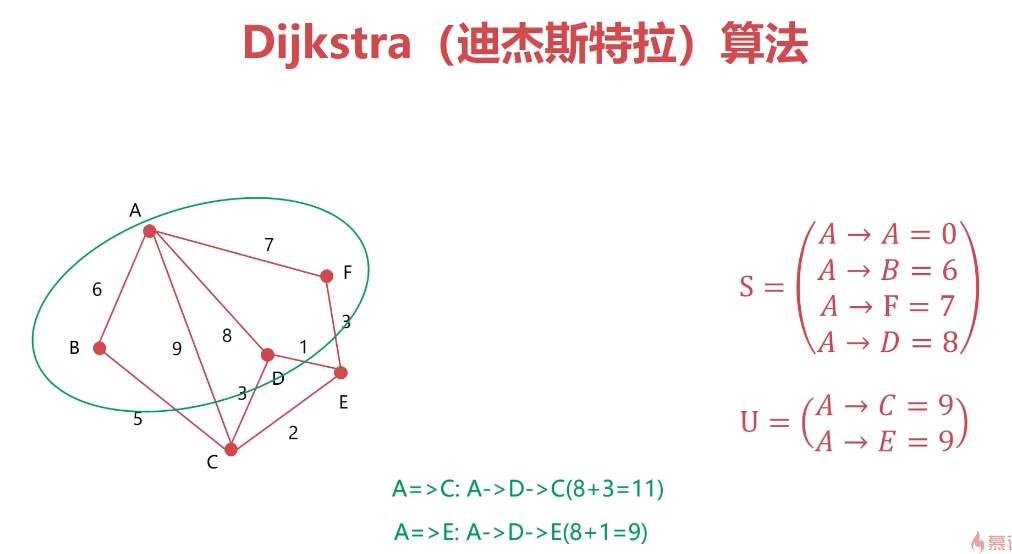 Dijkstra（迪杰斯特拉）算法
A
7
F
6
3
8
B
9
1
D
3
E
5
2
C
S = (A → A = 0
A → B = 6
A → F = 7
A → D = 8)
U = (A → C = 9
A → E = 9)
A=>C: A->D->C(8+3=11)
A=>E: A->D->E(8+1=9)
慕